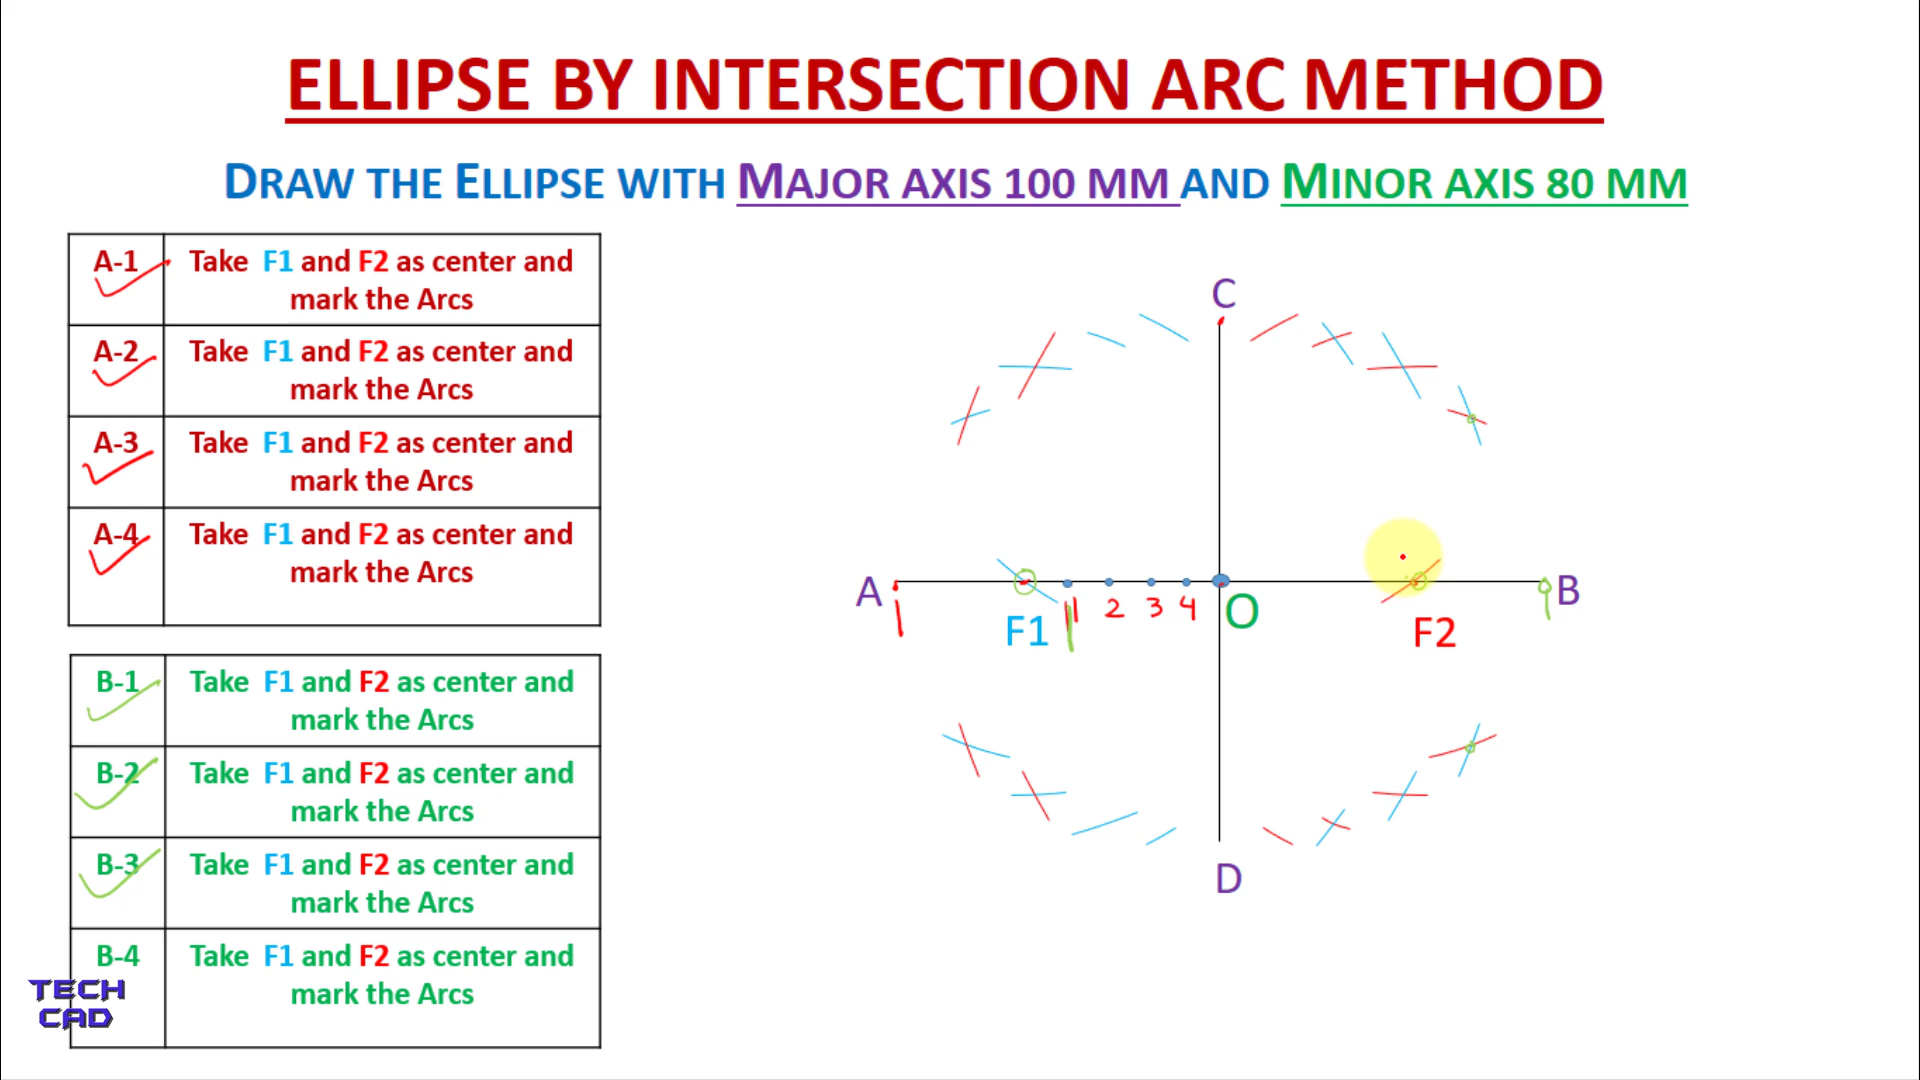 ELLIPSE BY INTERSECTION ARC METHOD
DRAW THE ELLIPSE WITH MAJOR AXIS 100 MM AND MINOR AXIS 80 MM
A-1 Take F1 and F2 as center and
mark the Arcs
A-2 Take F1 and F2 as center and
mark the Arcs
A-3 Take F1 and F2 as center and
mark the Arcs
A-4 Take F1 and F2 as center and
mark the Arcs
B-1 Take F1 and F2 as center and
mark the Arcs
B-2 Take F1 and F2 as center and
mark the Arcs
B-3 Take F1 and F2 as center and
mark the Arcs
B-4 Take F1 and F2 as center and
mark the Arcs
TECH
CAD
C
A B
1 2 3 4 O
F1 F2
D